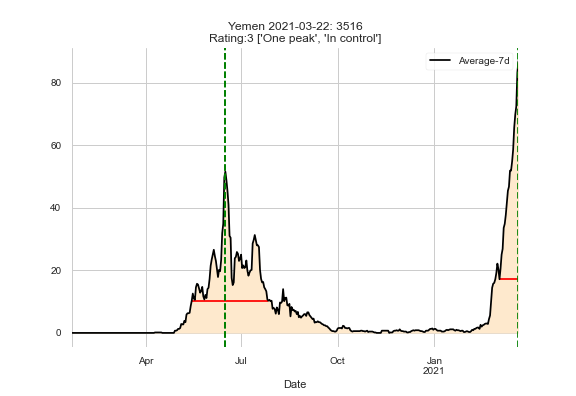 Yemen 2021-03-22: 3516
Rating:3 ['One peak', 'In control']
Average-7d
80
60
40
20
0
Apr
Jul
Oct
Jan
2021
Date